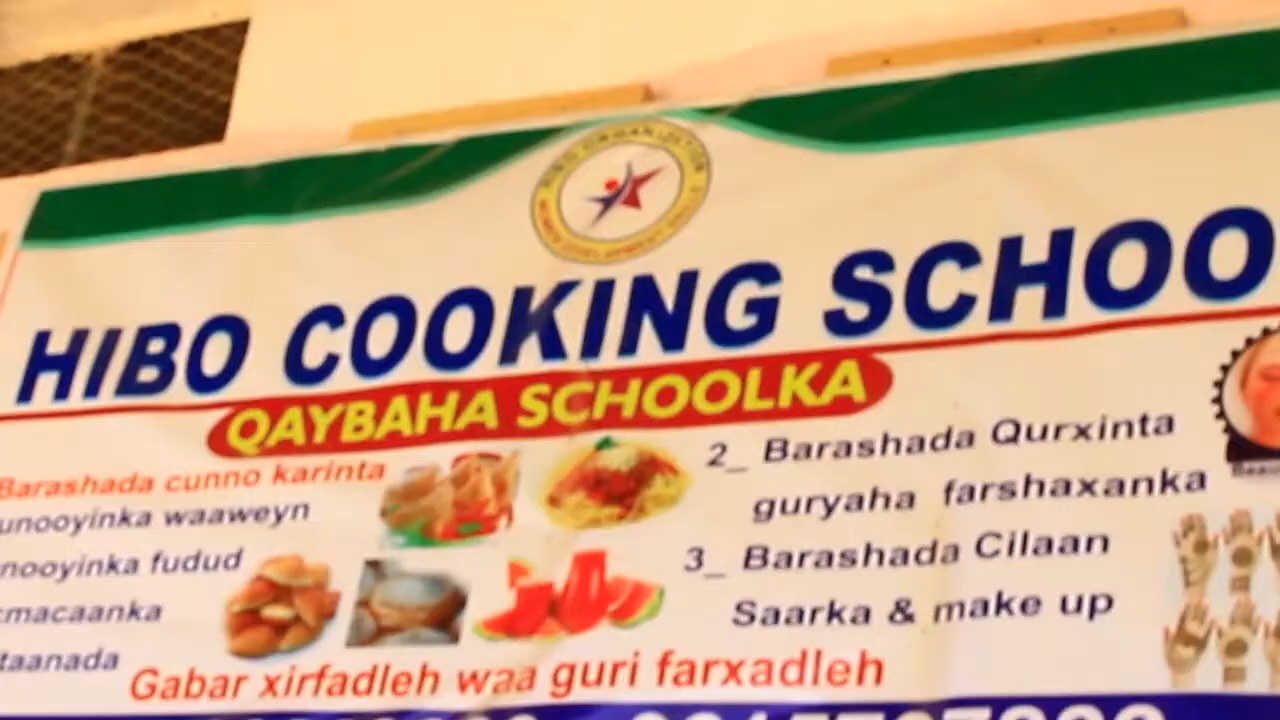 HIBO COOKING SCHOO
QAYBAHA SCHOOLKA
Barashada cunno karinta
unooyinka waaweyn
nooyinka fudud
macaanka
taanada
2_ Barashada Qurxinta
guryaha farshaxanka
3_ Barashada Cilaan
Saarka & make up
Gabar xirfadleh waa guri farxadleh